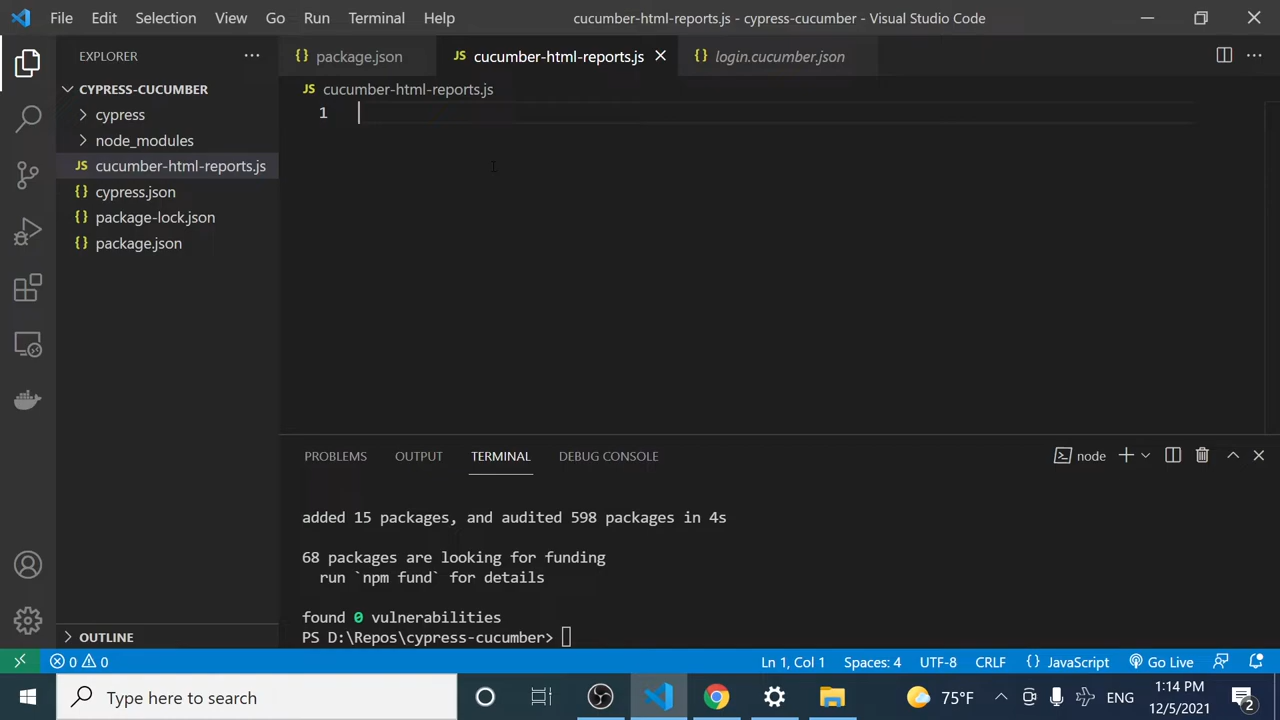 File Edit Selection View Go Run Terminal Help
cucumber-html-reports.js - cypress-cucumber - Visual Studio Code
EXPLORER
package.json
cucumber-html-reports.js
login.cucumber.json
CYPRESS-CUCUMBER
cypress
node_modules
cucumber-html-reports.js
cypress.json
package-lock.json
package.json
OUTLINE
JS cucumber-html-reports.js
1
PROBLEMS OUTPUT TERMINAL DEBUG CONSOLE
node
added 15 packages, and audited 598 packages in 4s
68 packages are looking for funding
run `npm fund` for details
found 0 vulnerabilities
PS D:\Repos\cypress-cucumber>
0 0
Ln 1, Col 1 Spaces: 4 UTF-8 CRLF {} JavaScript Go Live
Type here to search
75°F
ENG
1:14 PM
12/5/2021
2